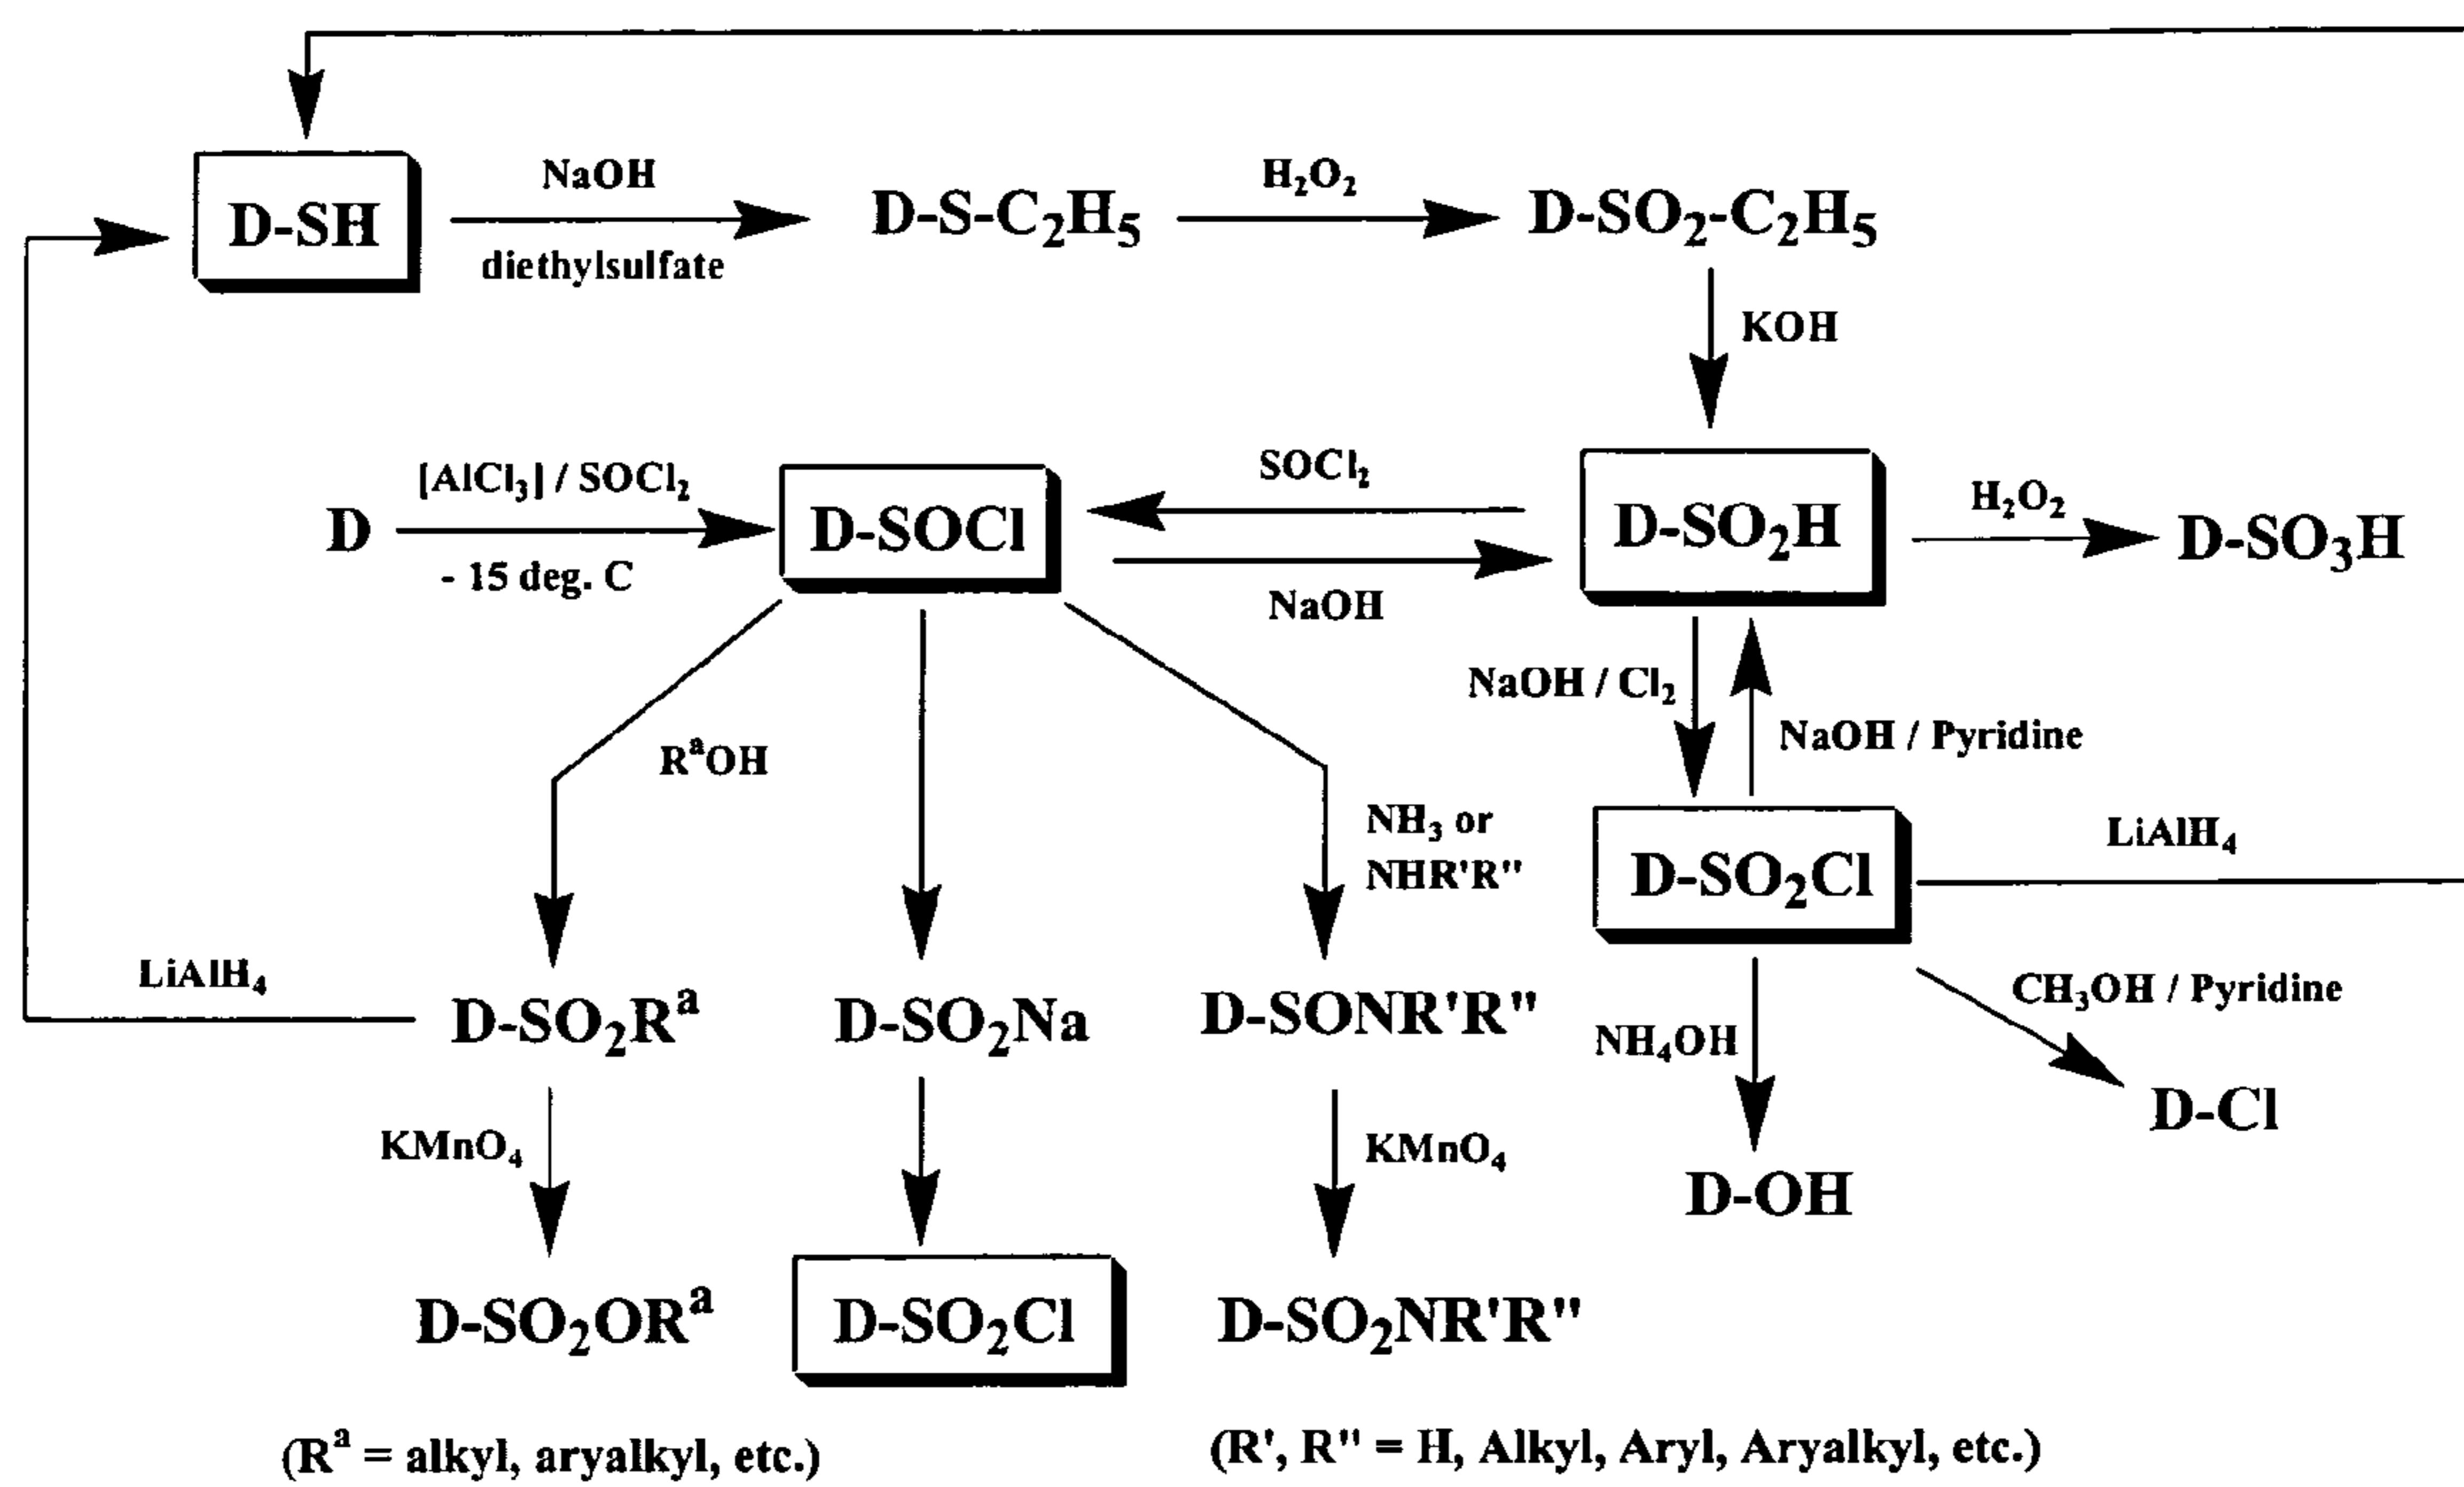 D-SH
NaOH
diethylsulfate
D-S-C₂H₅
H₂O₂
D-SO₂-C₂H₅
KOH
D
[AlCl₃] / SOCl₂
- 15 deg. C
D-SOCl
SOCl₂
NaOH
D-SO₂H
H₂O₂
D-SO₃H
RᵃOH
NH₃ or
NHR'R"
NaOH / Cl₂
NaOH / Pyridine
D-SO₂Cl
LiAlH₄
LiAlH₄
D-SO₂Rᵃ
D-SO₂Na
D-SONR'R"
NH₄OH
CH₃OH / Pyridine
D-Cl
KMnO₄
KMnO₄
D-OH
D-SO₂ORᵃ
D-SO₂Cl
D-SO₂NR'R"
(Rᵃ = alkyl, aryalkyl, etc.)
(R', R" = H, Alkyl, Aryl, Aryalkyl, etc.)